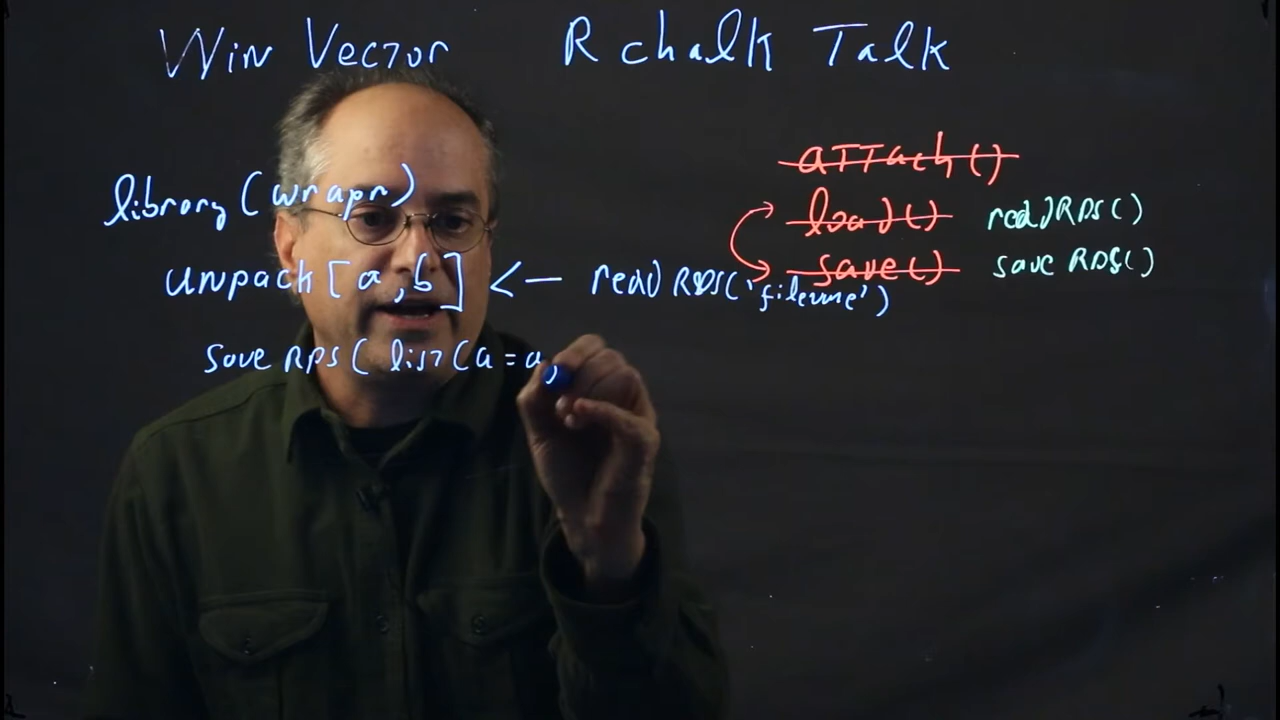 Win Vector R chalk Talk
attach()
library(wrapr)
load() readRDS()
save() saveRDS()
unpack[a,b] <- readRDS('filename')
saveRDS(list(a=a,